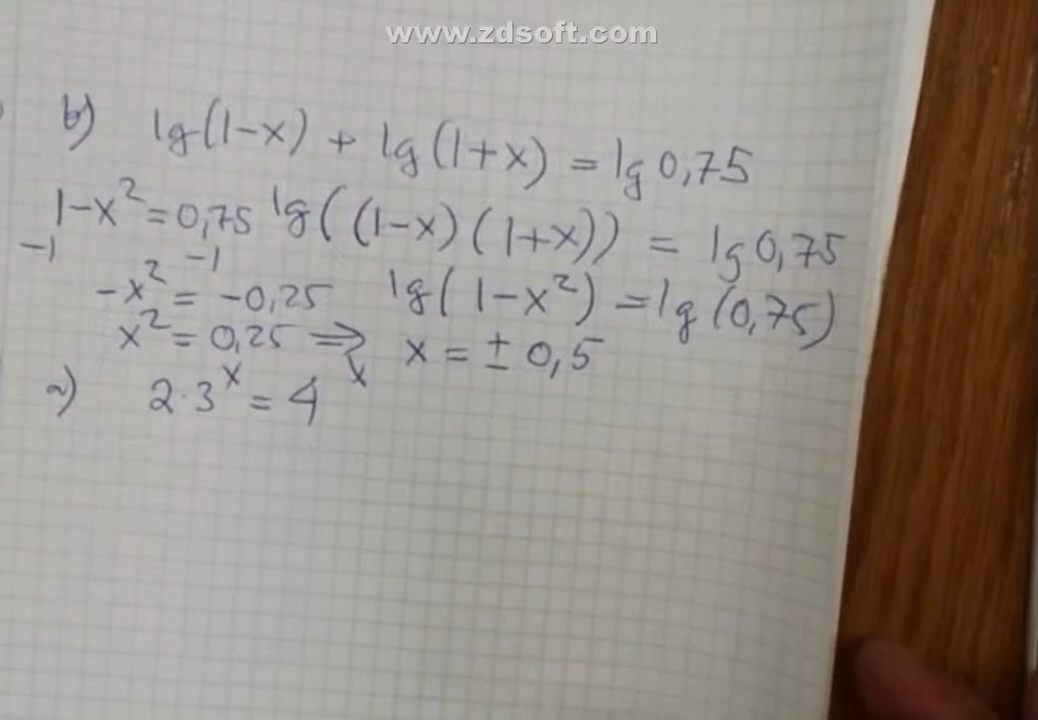 www.zdsoft.com
b) lg(1-x) + lg(1+x) = lg 0,75
1-x² = 0,75 lg((1-x)(1+x)) = lg 0,75
-1 -1
-x² = -0,25 lg(1-x²) = lg(0,75)
x² = 0,25 ⇒ x = ± 0,5
a) 2·3ˣ = 4ˣ